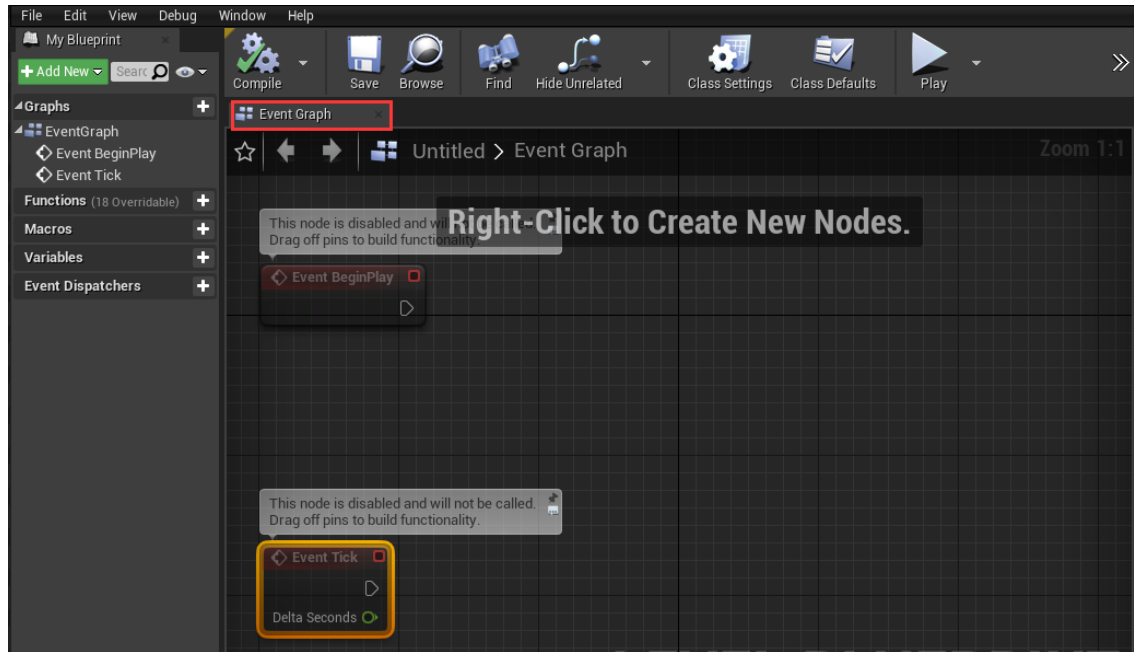 File Edit View Debug Window Help
My Blueprint
Add New Searc
Compile Save Browse Find Hide Unrelated Class Settings Class Defaults Play
Graphs
Event Graph
EventGraph
Event BeginPlay
Event Tick
Untitled > Event Graph
Zoom 1:1
Functions (18 Overridable)
Macros
Variables
Event Dispatchers
This node is disabled and wil
Drag off pins to build functionality.
Right-Click to Create New Nodes.
Event BeginPlay
This node is disabled and will not be called.
Drag off pins to build functionality.
Event Tick
Delta Seconds